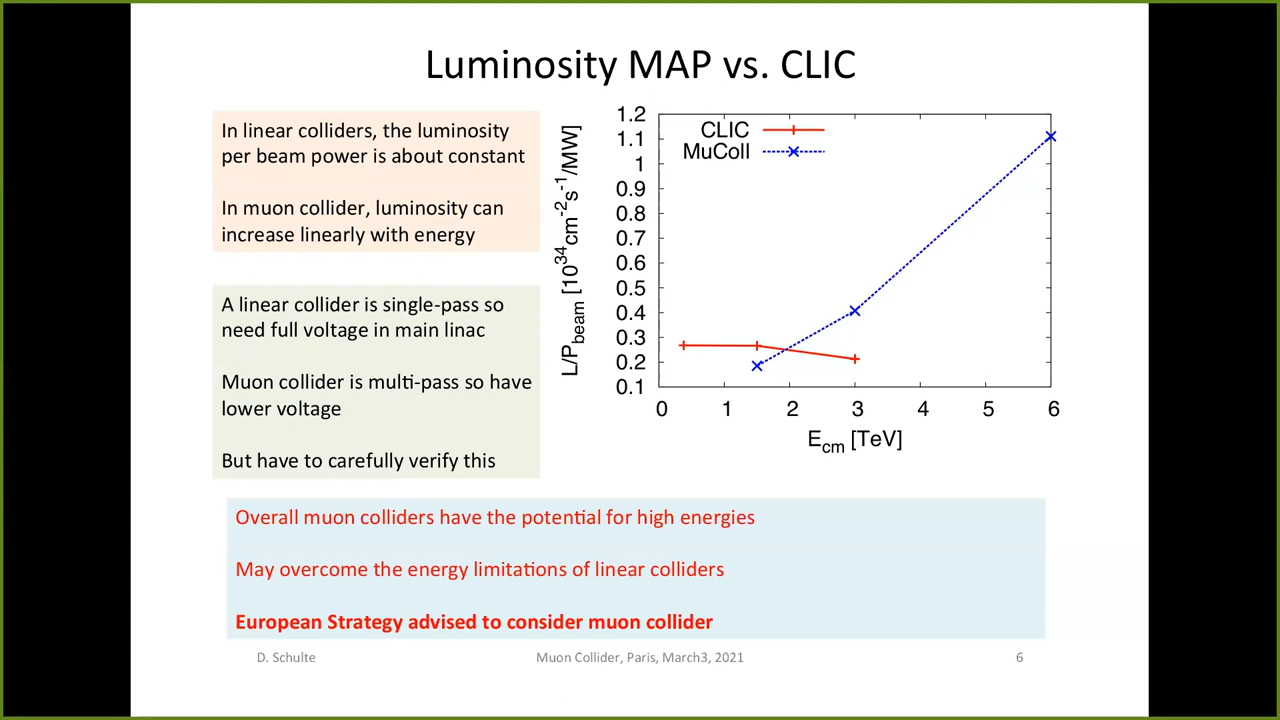 Luminosity MAP vs. CLIC
In linear colliders, the luminosity
per beam power is about constant
In muon collider, luminosity can
increase linearly with energy
A linear collider is single-pass so
need full voltage in main linac
Muon collider is multi-pass so have
lower voltage
But have to carefully verify this
L/Pbeam [10^34cm^-2s^-1/MW]
1.2
1.1
1
0.9
0.8
0.7
0.6
0.5
0.4
0.3
0.2
0.1
CLIC
MuColl
0 1 2 3 4 5 6
Ecm [TeV]
Overall muon colliders have the potential for high energies
May overcome the energy limitations of linear colliders
European Strategy advised to consider muon collider
D. Schulte
Muon Collider, Paris, March3, 2021
6